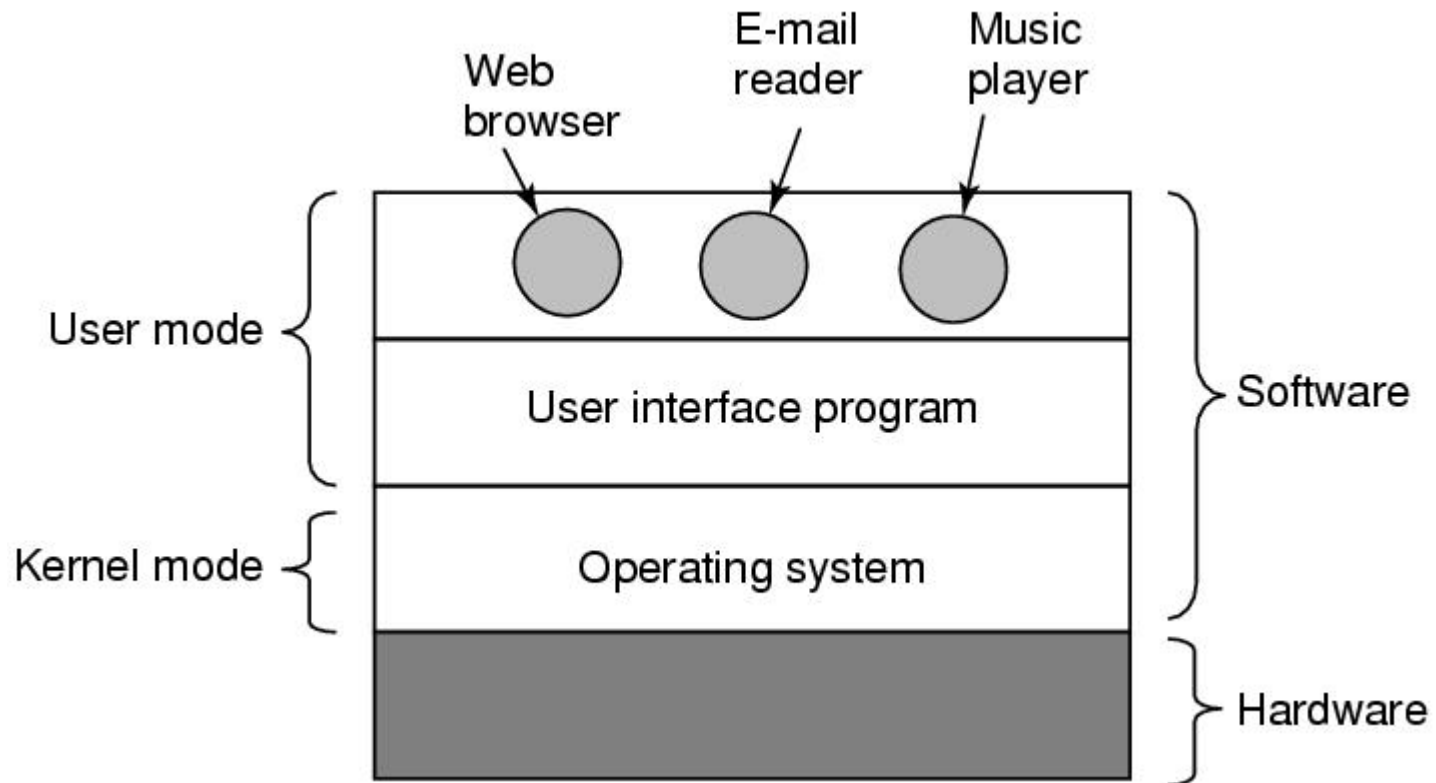 Web
browser
E-mail
reader
Music
player
User mode
User interface program
Software
Kernel mode
Operating system
Hardware